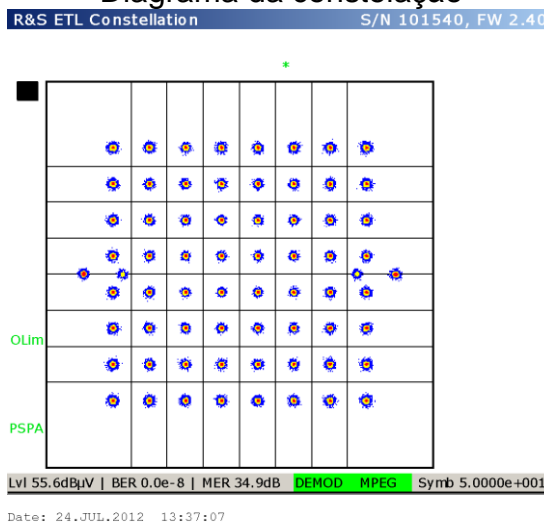 Diagrama da constelação
R&S ETL Constellation S/N 101540, FW 2.40
*
OLim
PSPA
Lvl 55.6dBµV | BER 0.0e-8 | MER 34.9dB DEMOD MPEG Symb 5.0000e+001
Date: 24.JUL.2012 13:37:07